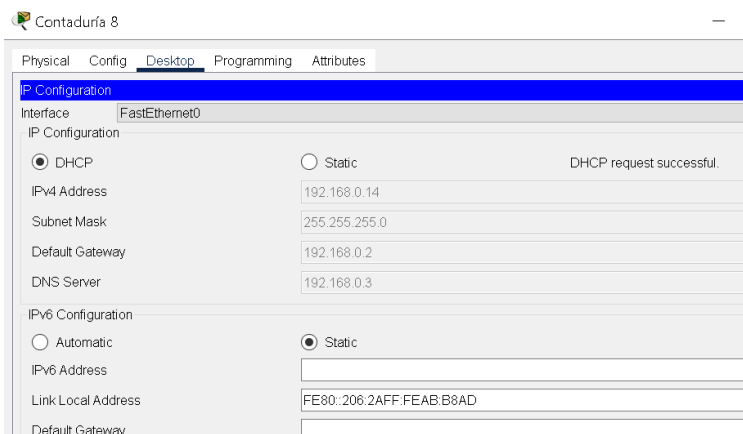 Contaduría 8
Physical Config Desktop Programming Attributes
IP Configuration
Interface FastEthernet0
IP Configuration
DHCP Static DHCP request successful.
IPv4 Address 192.168.0.14
Subnet Mask 255.255.255.0
Default Gateway 192.168.0.2
DNS Server 192.168.0.3
IPv6 Configuration
Automatic Static
IPv6 Address
Link Local Address FE80::206:2AFF:FEAB:B8AD
Default Gateway